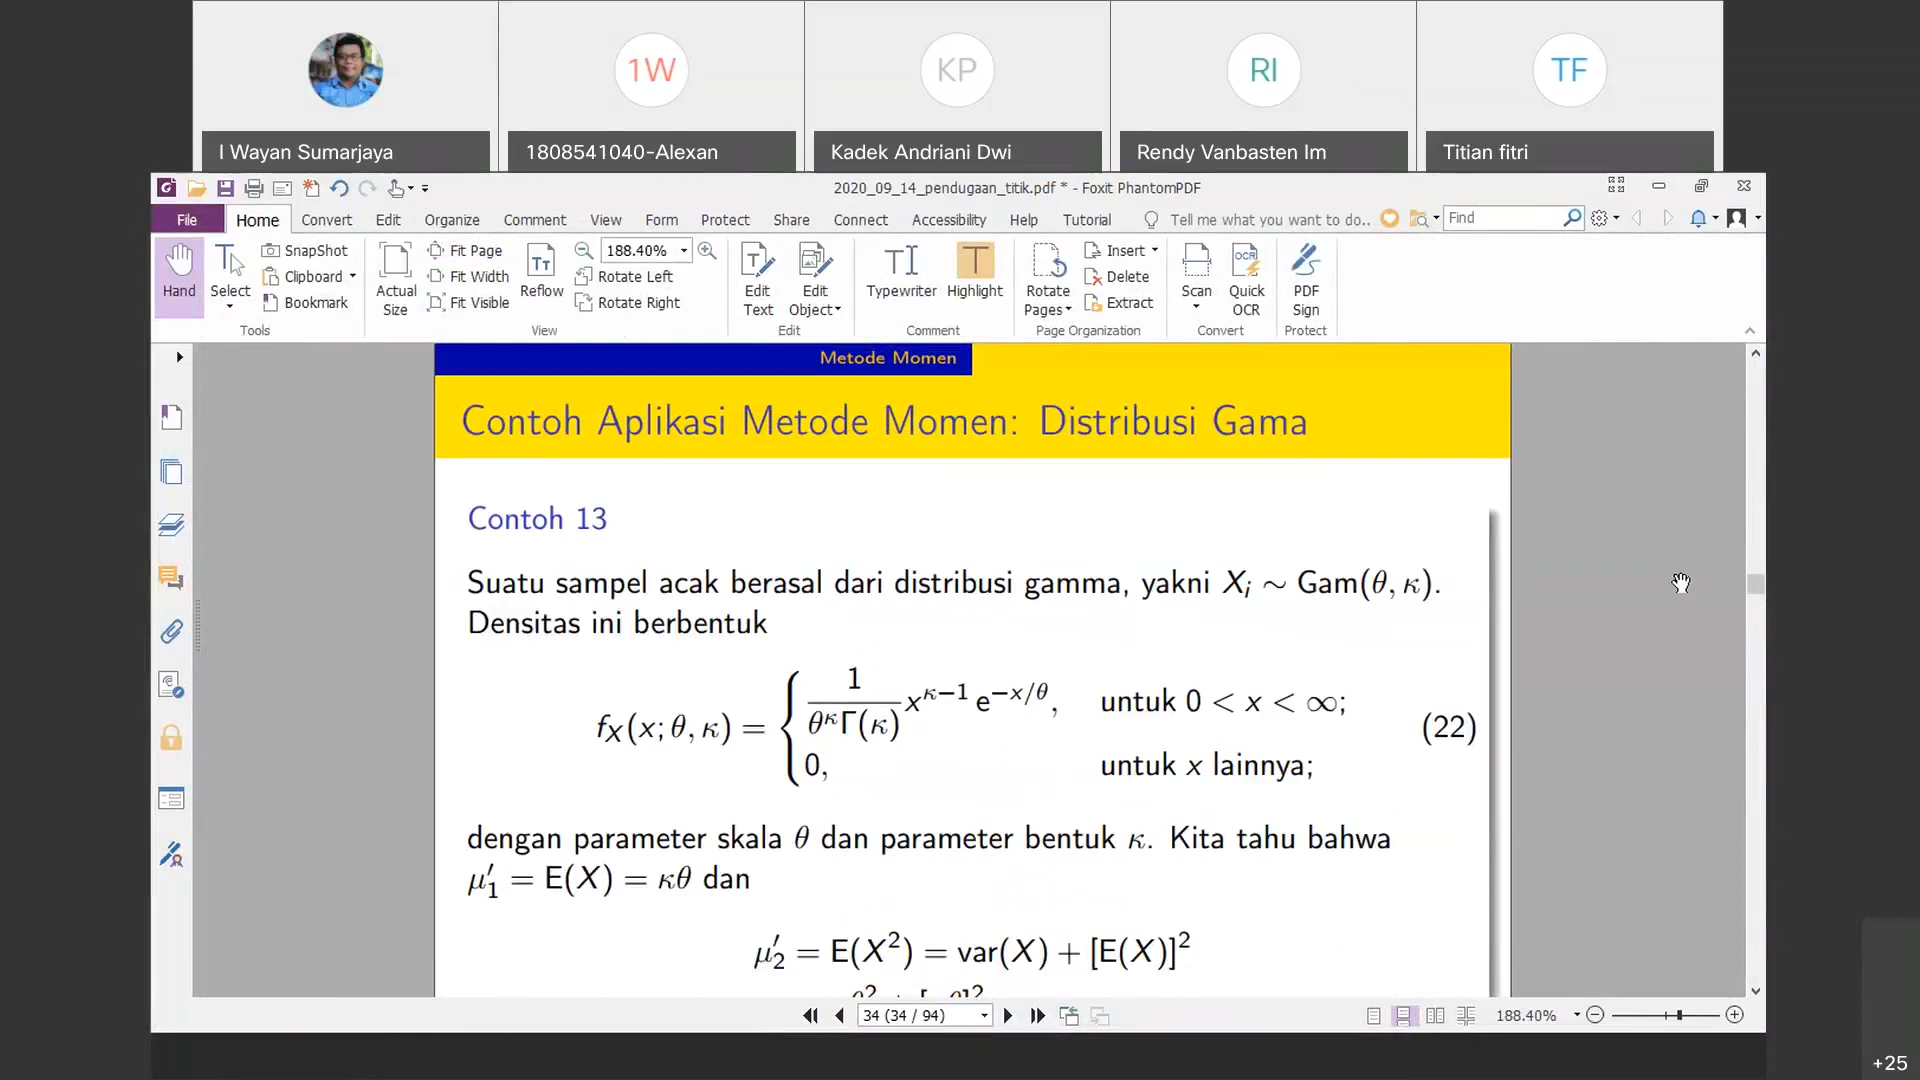 1W
KP
RI
TF
I Wayan Sumarjaya
1808541040-Alexan
Kadek Andriani Dwi
Rendy Vanbasten Im
Titian fitri
2020_09_14_pendugaan_titik.pdf * - Foxit PhantomPDF
File Home Convert Edit Organize Comment View Form Protect Share Connect Accessibility Help Tutorial Tell me what you want to do.. Find
Hand
Select
SnapShot
Clipboard
Bookmark
Tools
Actual Size
Fit Page
Fit Width
Fit Visible
Reflow
188.40%
Rotate Left
Rotate Right
View
Edit Text
Edit Object
Edit
Typewriter
Highlight
Comment
Rotate Pages
Insert
Delete
Extract
Page Organization
Scan
Quick OCR
Convert
PDF Sign
Protect
Metode Momen
Contoh Aplikasi Metode Momen: Distribusi Gama
Contoh 13
Suatu sampel acak berasal dari distribusi gamma, yakni Xᵢ ∼ Gam(θ, κ).
Densitas ini berbentuk
f_X(x; θ, κ) = { 1/(θ^κ Γ(κ)) x^(κ−1) e^(−x/θ), untuk 0 < x < ∞;
0, untuk x lainnya; (22)
dengan parameter skala θ dan parameter bentuk κ. Kita tahu bahwa
μ′₁ = E(X) = κθ dan
μ′₂ = E(X²) = var(X) + [E(X)]²
34 (34 / 94)
188.40%
+25